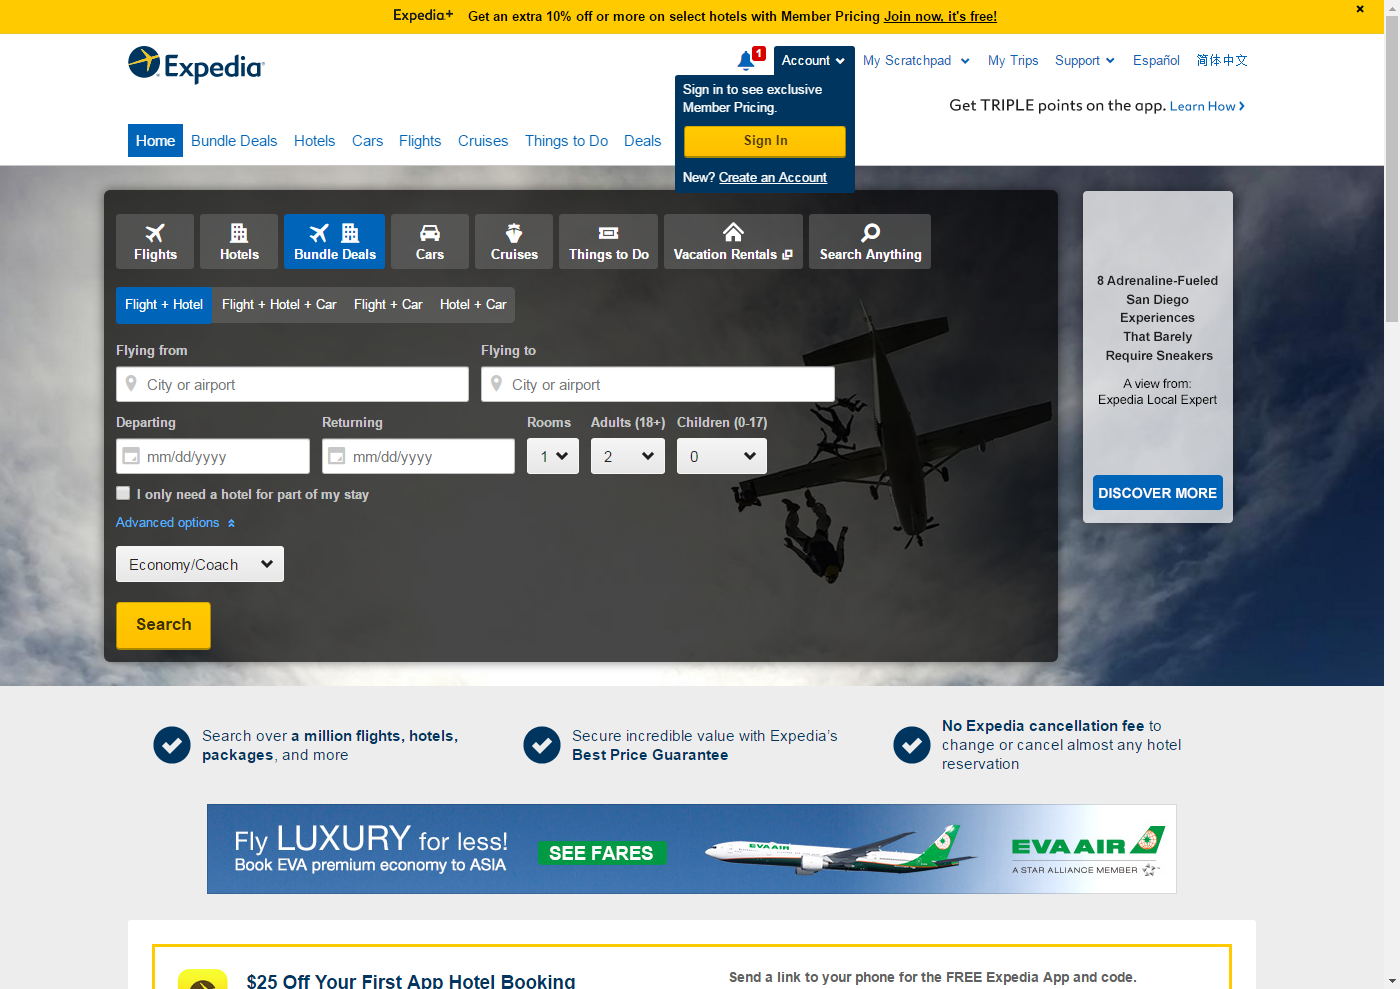 Expedia+ Get an extra 10% off or more on select hotels with Member Pricing Join now, it's free!
Expedia
1
Account
My Scratchpad
My Trips
Support
Español
简体中文
Sign in to see exclusive
Member Pricing.
Sign In
New? Create an Account
Get TRIPLE points on the app. Learn How
Home
Bundle Deals
Hotels
Cars
Flights
Cruises
Things to Do
Deals
Flights
Hotels
Bundle Deals
Cars
Cruises
Things to Do
Vacation Rentals
Search Anything
Flight + Hotel
Flight + Hotel + Car
Flight + Car
Hotel + Car
Flying from
Flying to
City or airport
City or airport
Departing
Returning
Rooms
Adults (18+)
Children (0-17)
mm/dd/yyyy
mm/dd/yyyy
1
2
0
I only need a hotel for part of my stay
Advanced options
Economy/Coach
Search
8 Adrenaline-Fueled
San Diego
Experiences
That Barely
Require Sneakers
A view from:
Expedia Local Expert
DISCOVER MORE
Search over a million flights, hotels,
packages, and more
Secure incredible value with Expedia's
Best Price Guarantee
No Expedia cancellation fee to
change or cancel almost any hotel
reservation
Fly LUXURY for less!
Book EVA premium economy to ASIA
SEE FARES
EVA AIR
EVA AIR
A STAR ALLIANCE MEMBER
$25 Off Your First App Hotel Booking
Send a link to your phone for the FREE Expedia App and code.